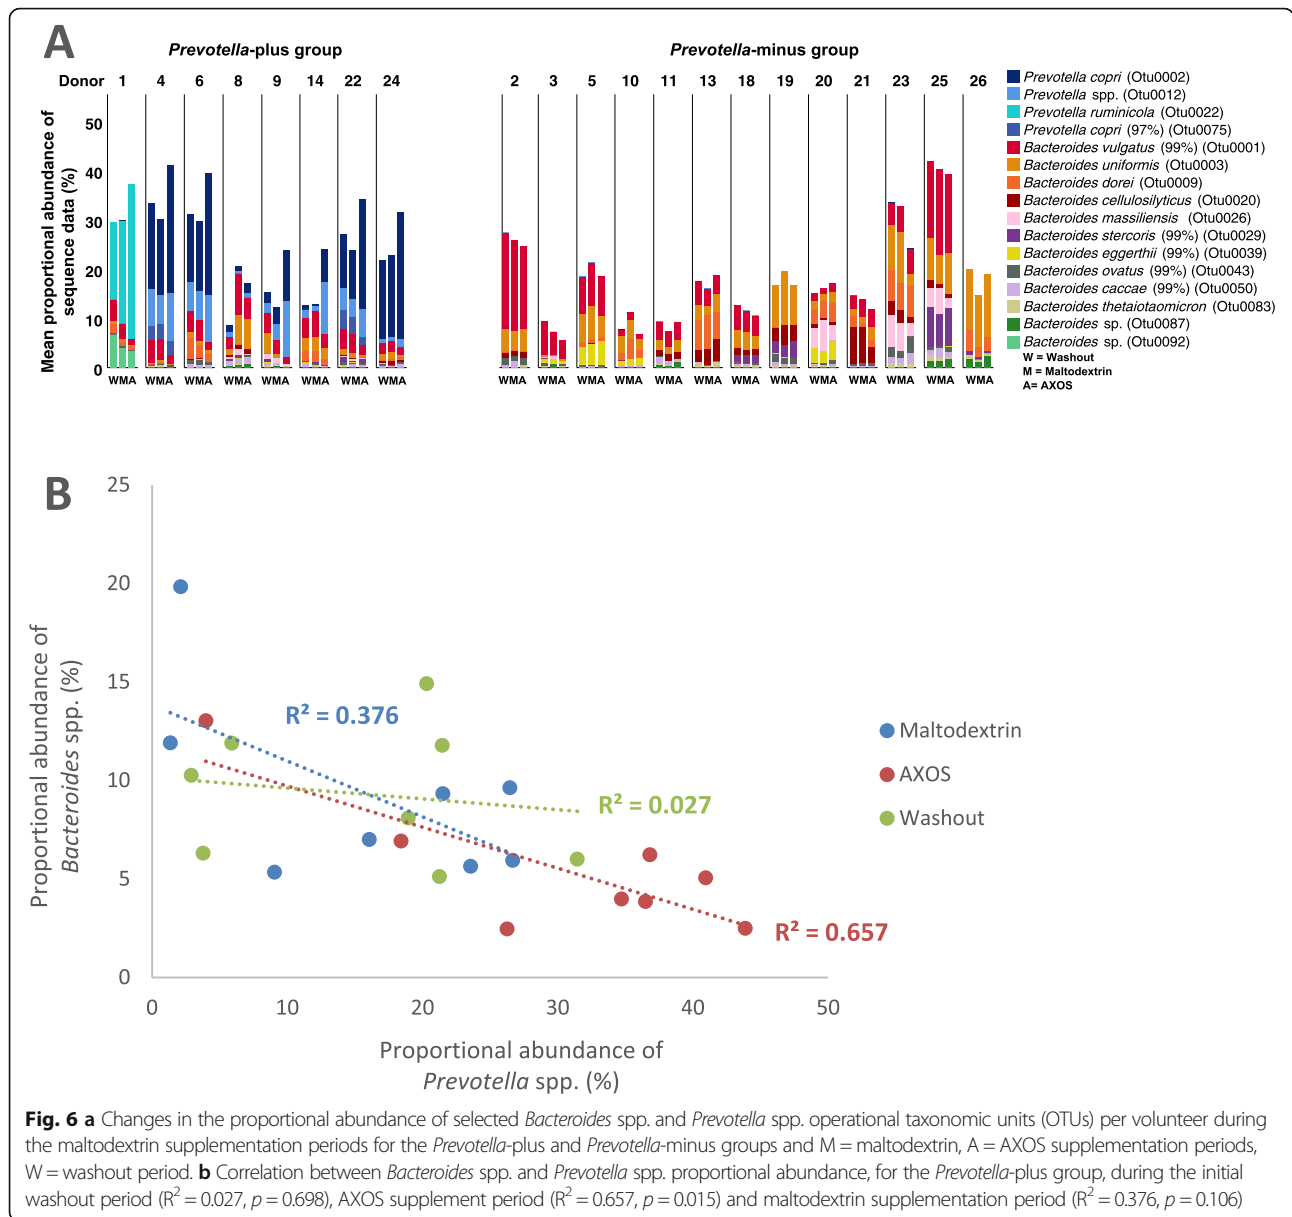 A
Prevotella-plus group
Prevotella-minus group
Donor 1 4 6 8 9 14 22 24 2 3 5 10 11 13 18 19 20 21 23 25 26
Mean proportional abundance of
sequence data (%)
50
40
30
20
10
0
WMA WMA WMA WMA WMA WMA WMA WMA WMA WMA WMA WMA WMA WMA WMA WMA WMA WMA WMA WMA WMA
Prevotella copri (Otu0002)
Prevotella spp. (Otu0012)
Prevotella ruminicola (Otu0022)
Prevotella copri (97%) (Otu0075)
Bacteroides vulgatus (99%) (Otu0001)
Bacteroides uniformis (Otu0003)
Bacteroides dorei (Otu0009)
Bacteroides cellulosilyticus (Otu0020)
Bacteroides massiliensis (Otu0026)
Bacteroides stercoris (99%) (Otu0029)
Bacteroides eggerthii (99%) (Otu0039)
Bacteroides ovatus (99%) (Otu0043)
Bacteroides caccae (99%) (Otu0050)
Bacteroides thetaiotaomicron (Otu0083)
Bacteroides sp. (Otu0087)
Bacteroides sp. (Otu0092)
W = Washout
M = Maltodextrin
A= AXOS
B
Proportional abundance of
Bacteroides spp. (%)
25
20
15
10
5
0
R² = 0.376
R² = 0.027
R² = 0.657
Maltodextrin
AXOS
Washout
0 10 20 30 40 50
Proportional abundance of
Prevotella spp. (%)
Fig. 6 a Changes in the proportional abundance of selected Bacteroides spp. and Prevotella spp. operational taxonomic units (OTUs) per volunteer during
the maltodextrin supplementation periods for the Prevotella-plus and Prevotella-minus groups and M = maltodextrin, A = AXOS supplementation periods,
W = washout period. b Correlation between Bacteroides spp. and Prevotella spp. proportional abundance, for the Prevotella-plus group, during the initial
washout period (R² = 0.027, p = 0.698), AXOS supplement period (R² = 0.657, p = 0.015) and maltodextrin supplementation period (R² = 0.376, p = 0.106)